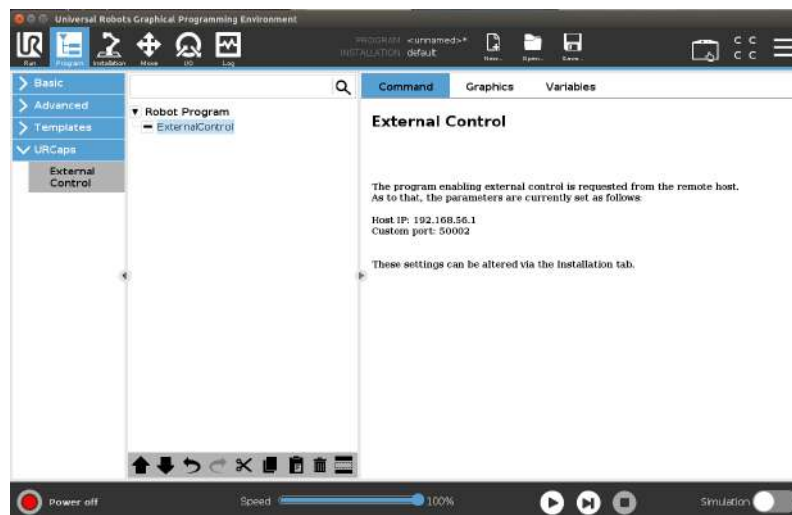 Universal Robots Graphical Programming Environment
UR
PROGRAM <unnamed>*
INSTALLATION default
Run Program Installation Move I/O Log New... Open... Save...
C C
C C
Basic
Advanced
Templates
URCaps
External
Control
Robot Program
ExternalControl
Command Graphics Variables
External Control
The program enabling external control is requested from the remote host.
As to that, the parameters are currently set as follows:
Host IP: 192.168.56.1
Custom port: 50002
These settings can be altered via the Installation tab.
Power off
Speed 100%
Simulation